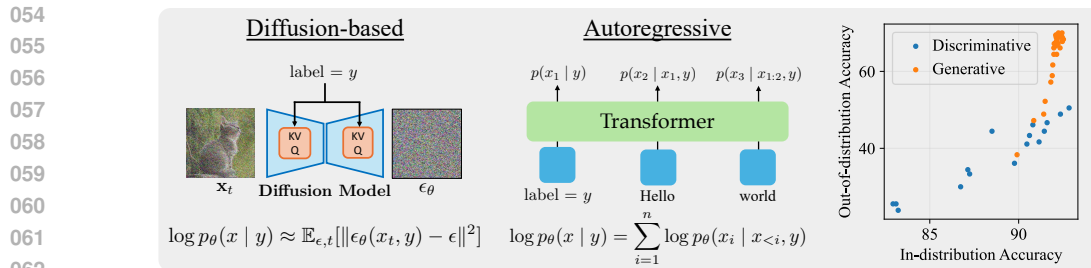 054
055
056
057
058
059
060
061
062
Diffusion-based
label = y
KV
Q
KV
Q
x_t
Diffusion Model
ϵ_θ
log p_θ(x | y) ≈ 𝔼_{ϵ,t}[‖ϵ_θ(x_t, y) − ϵ‖²]
Autoregressive
p(x_1 | y)
p(x_2 | x_1, y)
p(x_3 | x_{1:2}, y)
Transformer
label = y
Hello
world
log p_θ(x | y) = ∑_{i=1}^{n} log p_θ(x_i | x_{<i}, y)
Out-of-distribution Accuracy
Discriminative
Generative
60
40
85
90
In-distribution Accuracy